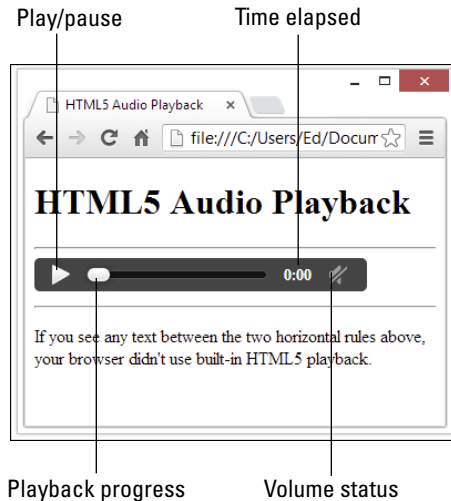 Play/pause
Time elapsed
HTML5 Audio Playback
file:///C:/Users/Ed/Docum
HTML5 Audio Playback
0:00
If you see any text between the two horizontal rules above,
your browser didn't use built-in HTML5 playback.
Playback progress
Volume status